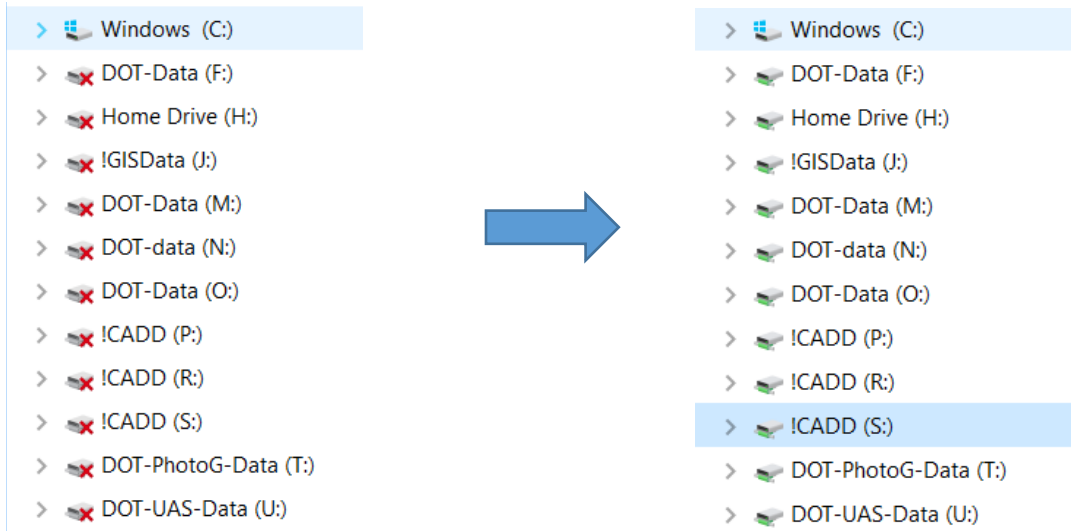 Windows (C:)
DOT-Data (F:)
Home Drive (H:)
!GISData (J:)
DOT-Data (M:)
DOT-data (N:)
DOT-Data (O:)
!CADD (P:)
!CADD (R:)
!CADD (S:)
DOT-PhotoG-Data (T:)
DOT-UAS-Data (U:)
Windows (C:)
DOT-Data (F:)
Home Drive (H:)
!GISData (J:)
DOT-Data (M:)
DOT-data (N:)
DOT-Data (O:)
!CADD (P:)
!CADD (R:)
!CADD (S:)
DOT-PhotoG-Data (T:)
DOT-UAS-Data (U:)